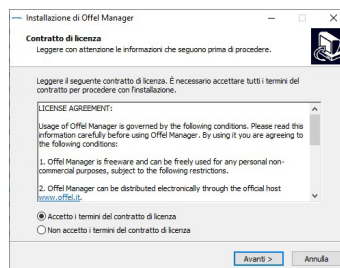 Installazione di Offel Manager
Contratto di licenza
Leggere con attenzione le informazioni che seguono prima di procedere.
Leggere il seguente contratto di licenza. È necessario accettare tutti i termini del
contratto per procedere con l'installazione.
LICENSE AGREEMENT:
Usage of Offel Manager is governed by the following conditions. Please read this
information carefully before using Offel Manager. By using it you are agreeing to
the following conditions:
1. Offel Manager is freeware and can be freely used for any personal non-
commercial purposes, subject to the following restrictions.
2. Offel Manager can be distributed electronically through the official host
www.offel.it.
Accetto i termini del contratto di licenza
Non accetto i termini del contratto di licenza
Avanti >
Annulla